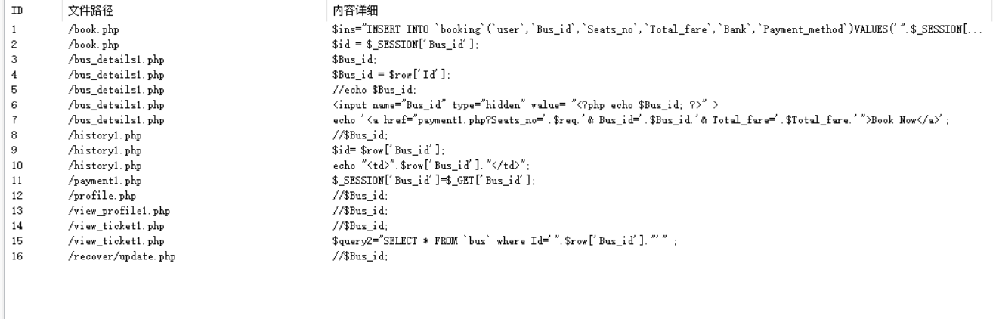 ID 文件路径 内容详细
1 /book.php $ins="INSERT INTO `booking`(`user`,`Bus_id`,`Seats_no`,`Total_fare`,`Bank`,`Payment_method`)VALUES('".$_SESSION[...
2 /book.php $id = $_SESSION['Bus_id'];
3 /bus_details1.php $Bus_id;
4 /bus_details1.php $Bus_id = $row['Id'];
5 /bus_details1.php //echo $Bus_id;
6 /bus_details1.php <input name="Bus_id" type="hidden" value= "<?php echo $Bus_id; ?>" >
7 /bus_details1.php echo '<a href="payment1.php?Seats_no='.$req.'& Bus_id='.$Bus_id.'& Total_fare='.$Total_fare.'">Book Now</a>';
8 /history1.php //$Bus_id;
9 /history1.php $id= $row['Bus_id'];
10 /history1.php echo "<td>".$row['Bus_id']."</td>";
11 /payment1.php $_SESSION['Bus_id']=$_GET['Bus_id'];
12 /profile.php //$Bus_id;
13 /view_profile1.php //$Bus_id;
14 /view_ticket1.php //$Bus_id;
15 /view_ticket1.php $query2="SELECT * FROM `bus` where Id='".$row['Bus_id']."'" ;
16 /recover/update.php //$Bus_id;